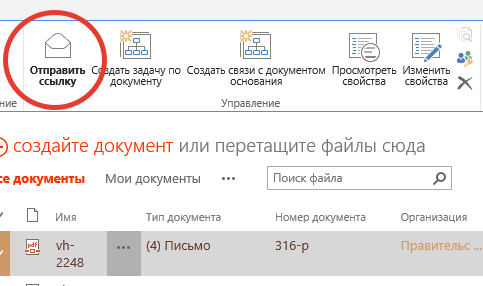 Отправить ссылку
Создать задачу по документу
Создать связи с документом основания
Просмотреть свойства
Изменить свойства
ение
Управление
создайте документ или перетащите файлы сюда
се документы Мои документы ••• Поиск файла
Имя Тип документа Номер документа Организация
pdf vh-2248 ••• (4) Письмо 316-р Правительс ...